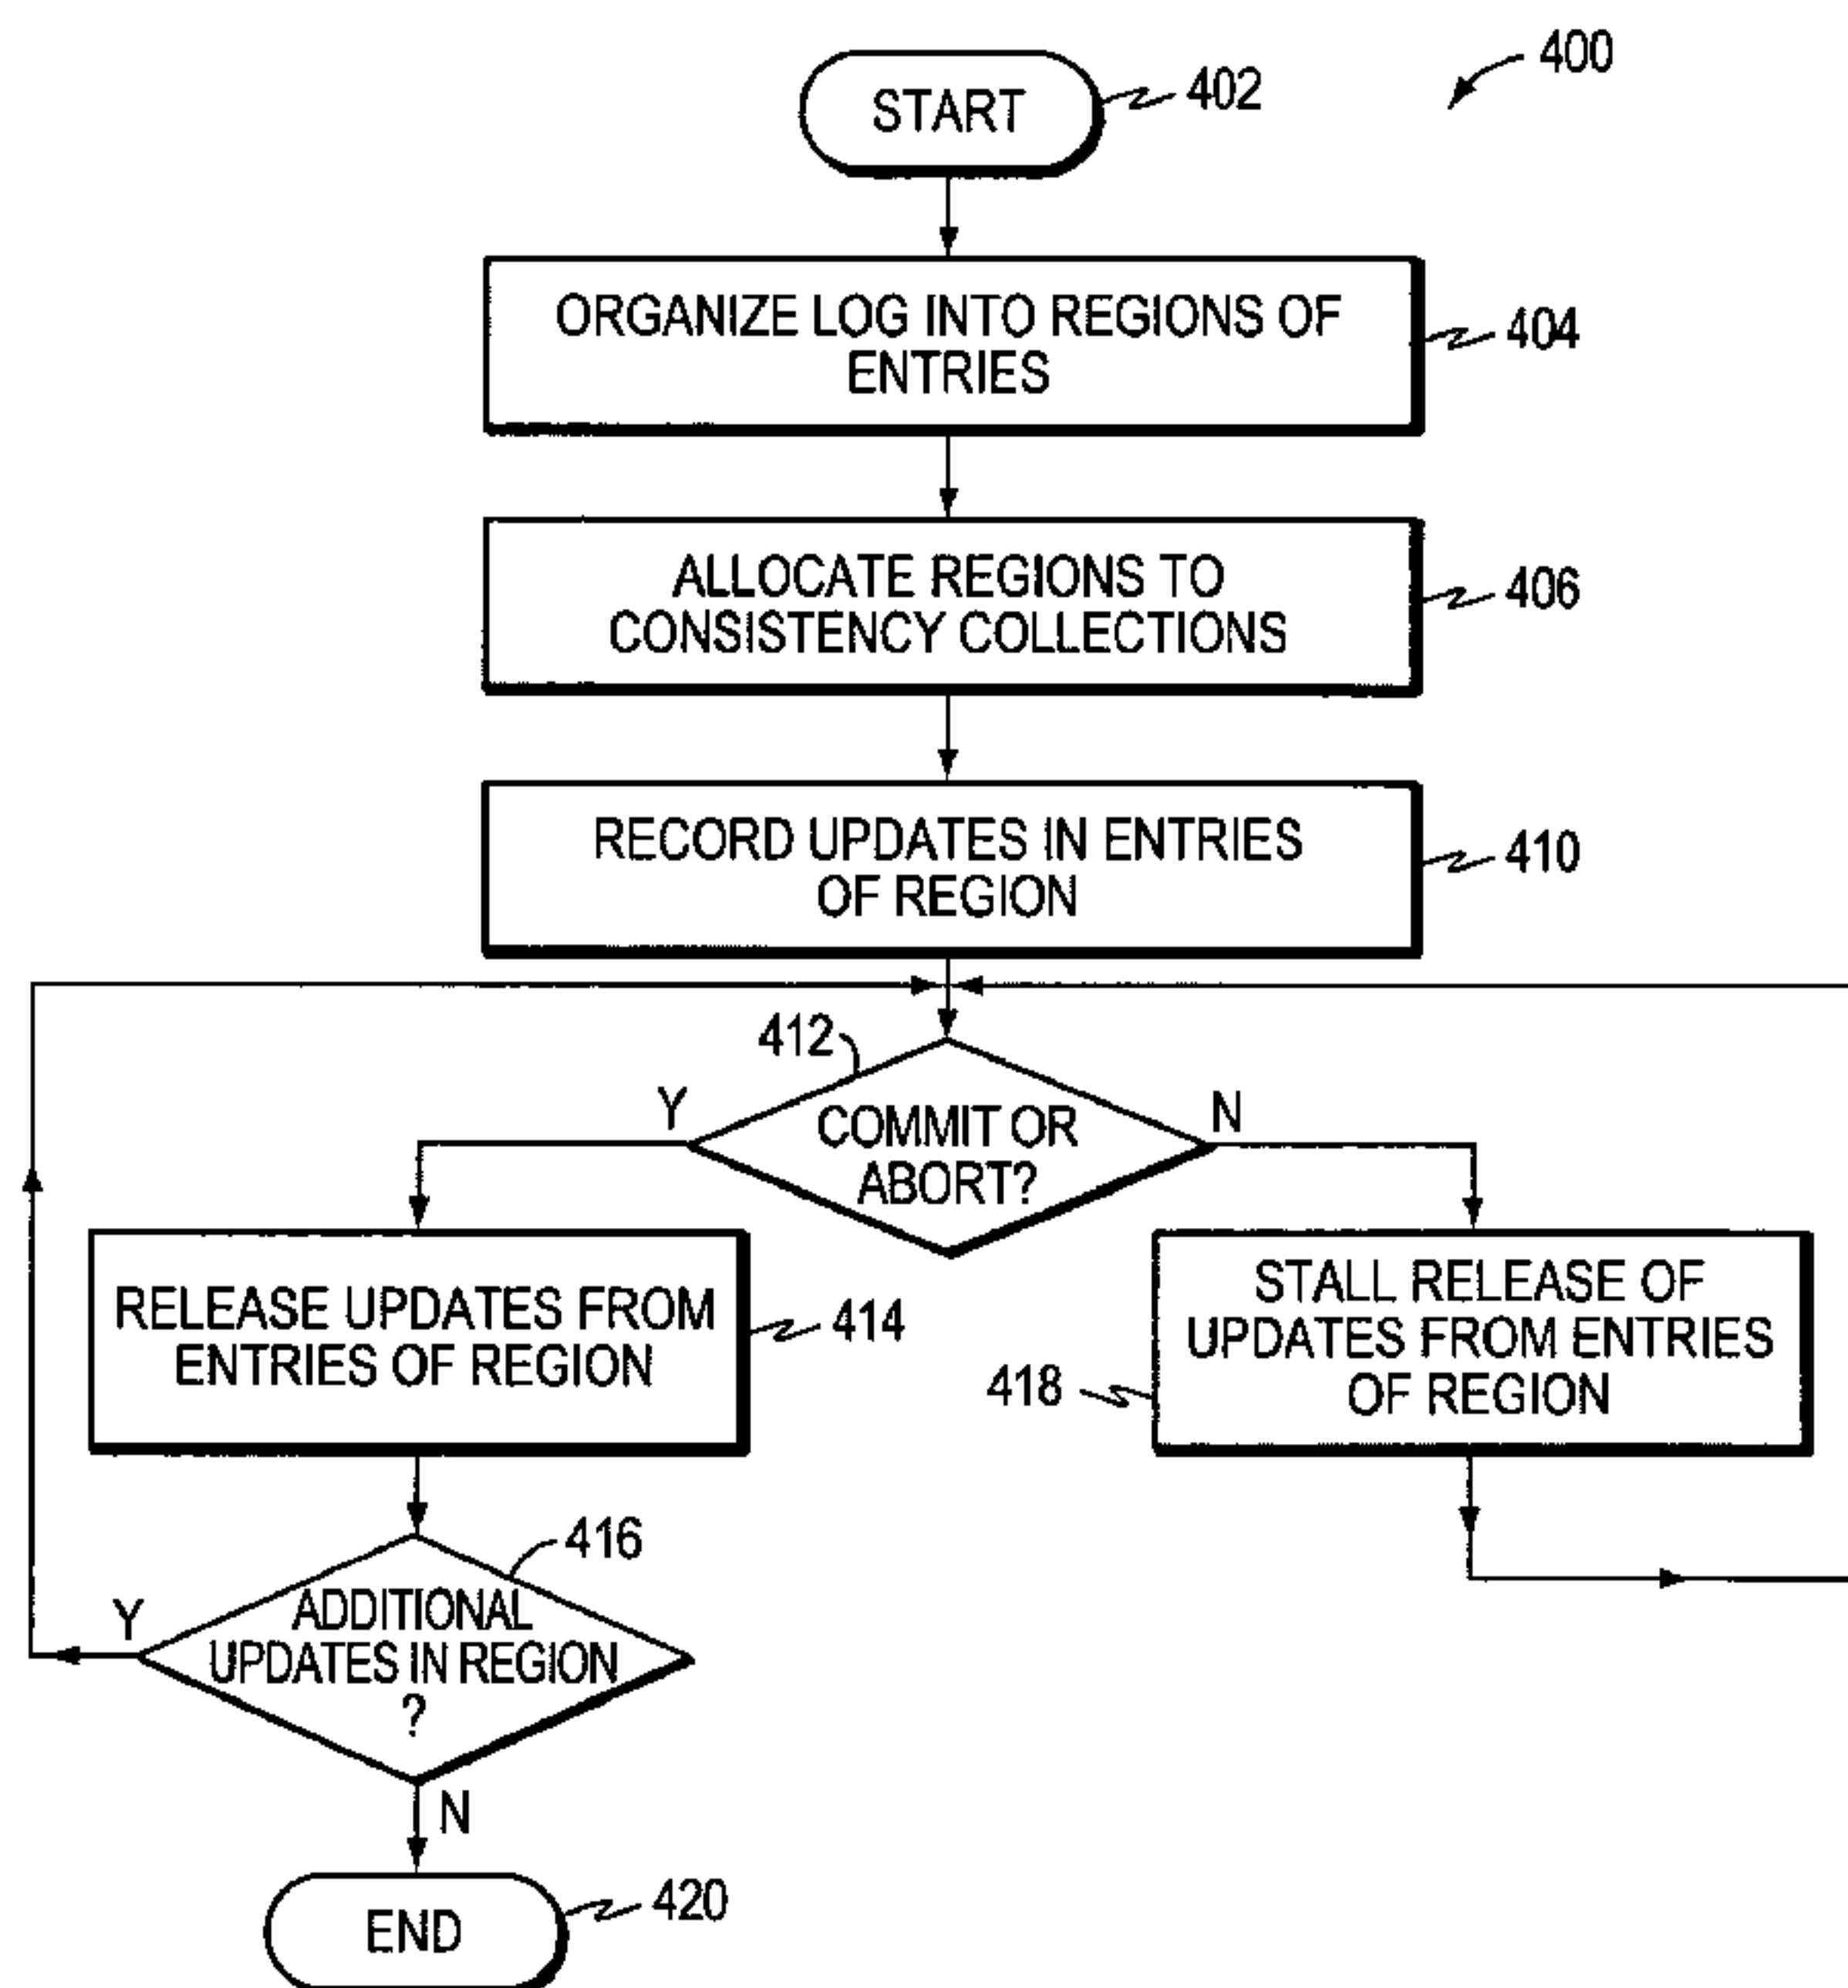 400
START
402
ORGANIZE LOG INTO REGIONS OF
ENTRIES
404
ALLOCATE REGIONS TO
CONSISTENCY COLLECTIONS
406
RECORD UPDATES IN ENTRIES
OF REGION
410
412
Y
N
COMMIT OR
ABORT?
RELEASE UPDATES FROM
ENTRIES OF REGION
414
STALL RELEASE OF
UPDATES FROM ENTRIES
OF REGION
418
416
Y
ADDITIONAL
UPDATES IN REGION
?
N
END
420